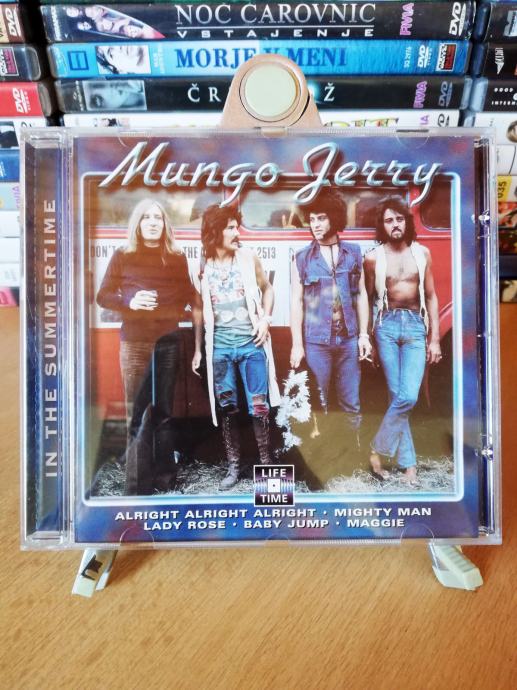 NOC CAROVNIC
VSTAJENJE
DVD
MORJE V MENI
DVD
DVD
Mungo Jerry
IN THE SUMMERTIME
2513
LIFE
TIME
ALRIGHT ALRIGHT ALRIGHT · MIGHTY MAN
LADY ROSE · BABY JUMP · MAGGIE